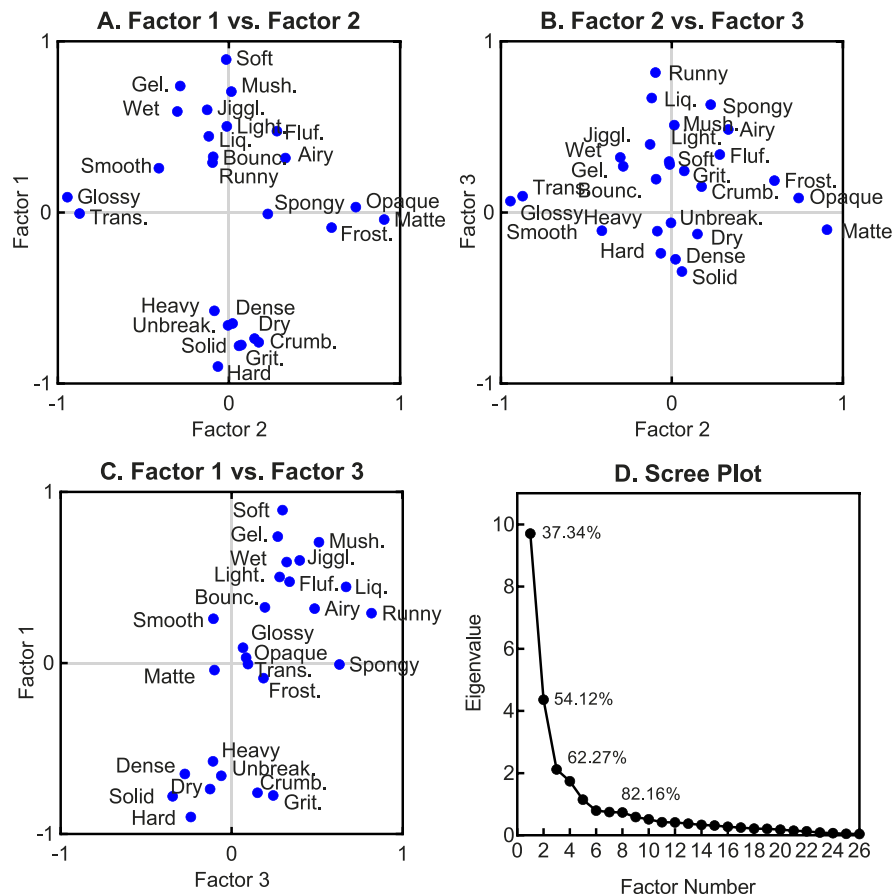 A. Factor 1 vs. Factor 2
1
Soft
Gel.
Mush.
Wet
Jiggl.
Light.
Fluf.
Liq.
Bounc.
Airy
Smooth
Runny
Glossy
Spongy
Opaque
0
Trans.
Matte
Frost.
Heavy
Dense
Unbreak.
Dry
Solid
Crumb.
Grit.
Hard
-1
-1
0
1
Factor 1
Factor 2
B. Factor 2 vs. Factor 3
1
Runny
Liq.
Spongy
Mush.
Airy
Jiggl.
Light.
Wet
Soft
Fluf.
Gel.
Grit.
Frost.
Trans.
Bounc.
Crumb.
Opaque
0
Glossy
Heavy
Unbreak.
Smooth
Dry
Matte
Hard
Dense
Solid
-1
-1
0
1
Factor 3
Factor 2
C. Factor 1 vs. Factor 3
1
Soft
Gel.
Mush.
Wet
Jiggl.
Light.
Fluf.
Liq.
Bounc.
Airy
Runny
Smooth
Glossy
Opaque
0
Trans.
Spongy
Matte
Frost.
Heavy
Dense
Unbreak.
Dry
Crumb.
Solid
Grit.
Hard
-1
-1
0
1
Factor 1
Factor 3
D. Scree Plot
10
37.34%
8
6
4
54.12%
62.27%
2
82.16%
0
0 2 4 6 8 10 12 14 16 18 20 22 24 26
Eigenvalue
Factor Number